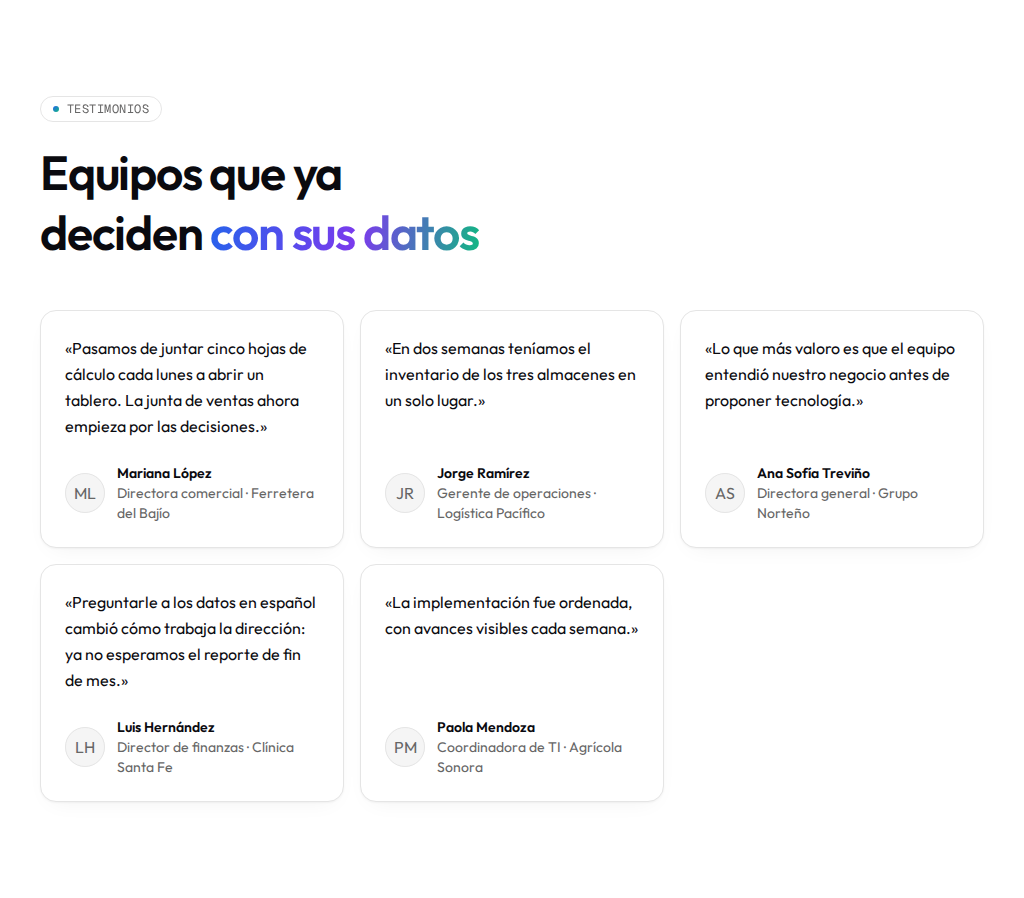 TESTIMONIOS
Equipos que ya
deciden con sus datos
«Pasamos de juntar cinco hojas de
cálculo cada lunes a abrir un
tablero. La junta de ventas ahora
empieza por las decisiones.»
ML
Mariana López
Directora comercial · Ferretera
del Bajío
«En dos semanas teníamos el
inventario de los tres almacenes en
un solo lugar.»
JR
Jorge Ramírez
Gerente de operaciones ·
Logística Pacífico
«Lo que más valoro es que el equipo
entendió nuestro negocio antes de
proponer tecnología.»
AS
Ana Sofía Treviño
Directora general · Grupo
Norteño
«Preguntarle a los datos en español
cambió cómo trabaja la dirección:
ya no esperamos el reporte de fin
de mes.»
LH
Luis Hernández
Director de finanzas · Clínica
Santa Fe
«La implementación fue ordenada,
con avances visibles cada semana.»
PM
Paola Mendoza
Coordinadora de TI · Agrícola
Sonora